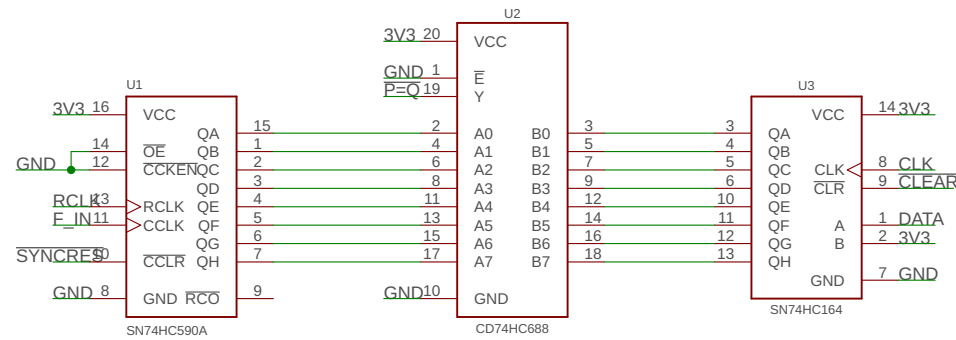 U2
3V3 20 VCC
U1
GND 1 E
P=Q 19 Y
U3
3V3 16 VCC
VCC 14 3V3
QA 15 2 A0 B0 3 3 QA
14 OE QB 1 4 A1 B1 5 4 QB
GND 12 CCKEN QC 2 6 A2 B2 7 5 QC CLK 8 CLK
QD 3 8 A3 B3 9 6 QD CLR 9 CLEAR
RCLK 13 RCLK QE 4 11 A4 B4 12 10 QE
F_IN 11 CCLK QF 5 13 A5 B5 14 11 QF A 1 DATA
QG 6 15 A6 B6 16 12 QG B 2 3V3
SYNCRES 10 CCLR QH 7 17 A7 B7 18 13 QH
GND 7 GND
GND 8 GND RCO 9
GND 10 GND
SN74HC164
SN74HC590A
CD74HC688